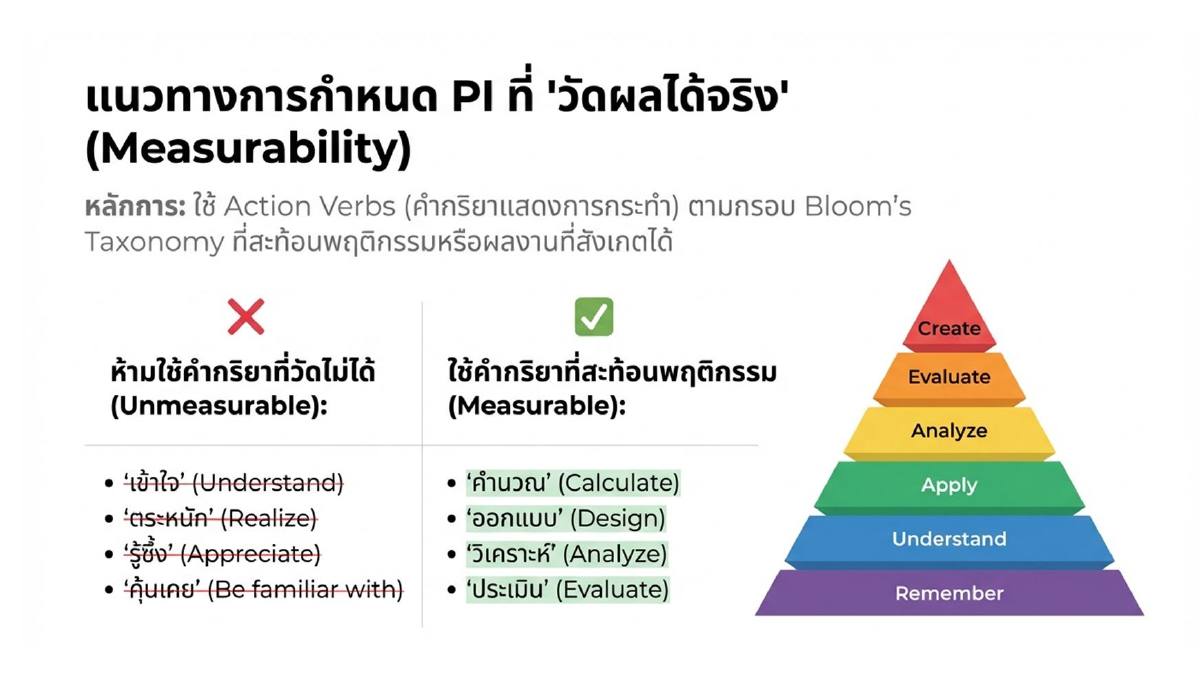 แนวทางการกำหนด PI ที่ 'วัดผลได้จริง'
(Measurability)
หลักการ: ใช้ Action Verbs (คำกริยาแสดงการกระทำ) ตามกรอบ Bloom’s
Taxonomy ที่สะท้อนพฤติกรรมหรือผลงานที่สังเกตได้
ห้ามใช้คำกริยาที่วัดไม่ได้
(Unmeasurable):
• ‘เข้าใจ’ (Understand)
• ‘ตระหนัก’ (Realize)
• ‘รู้ซึ้ง’ (Appreciate)
• ‘คุ้นเคย’ (Be familiar with)
ใช้คำกริยาที่สะท้อนพฤติกรรม
(Measurable):
• ‘คำนวณ’ (Calculate)
• ‘ออกแบบ’ (Design)
• ‘วิเคราะห์’ (Analyze)
• ‘ประเมิน’ (Evaluate)
Create
Evaluate
Analyze
Apply
Understand
Remember